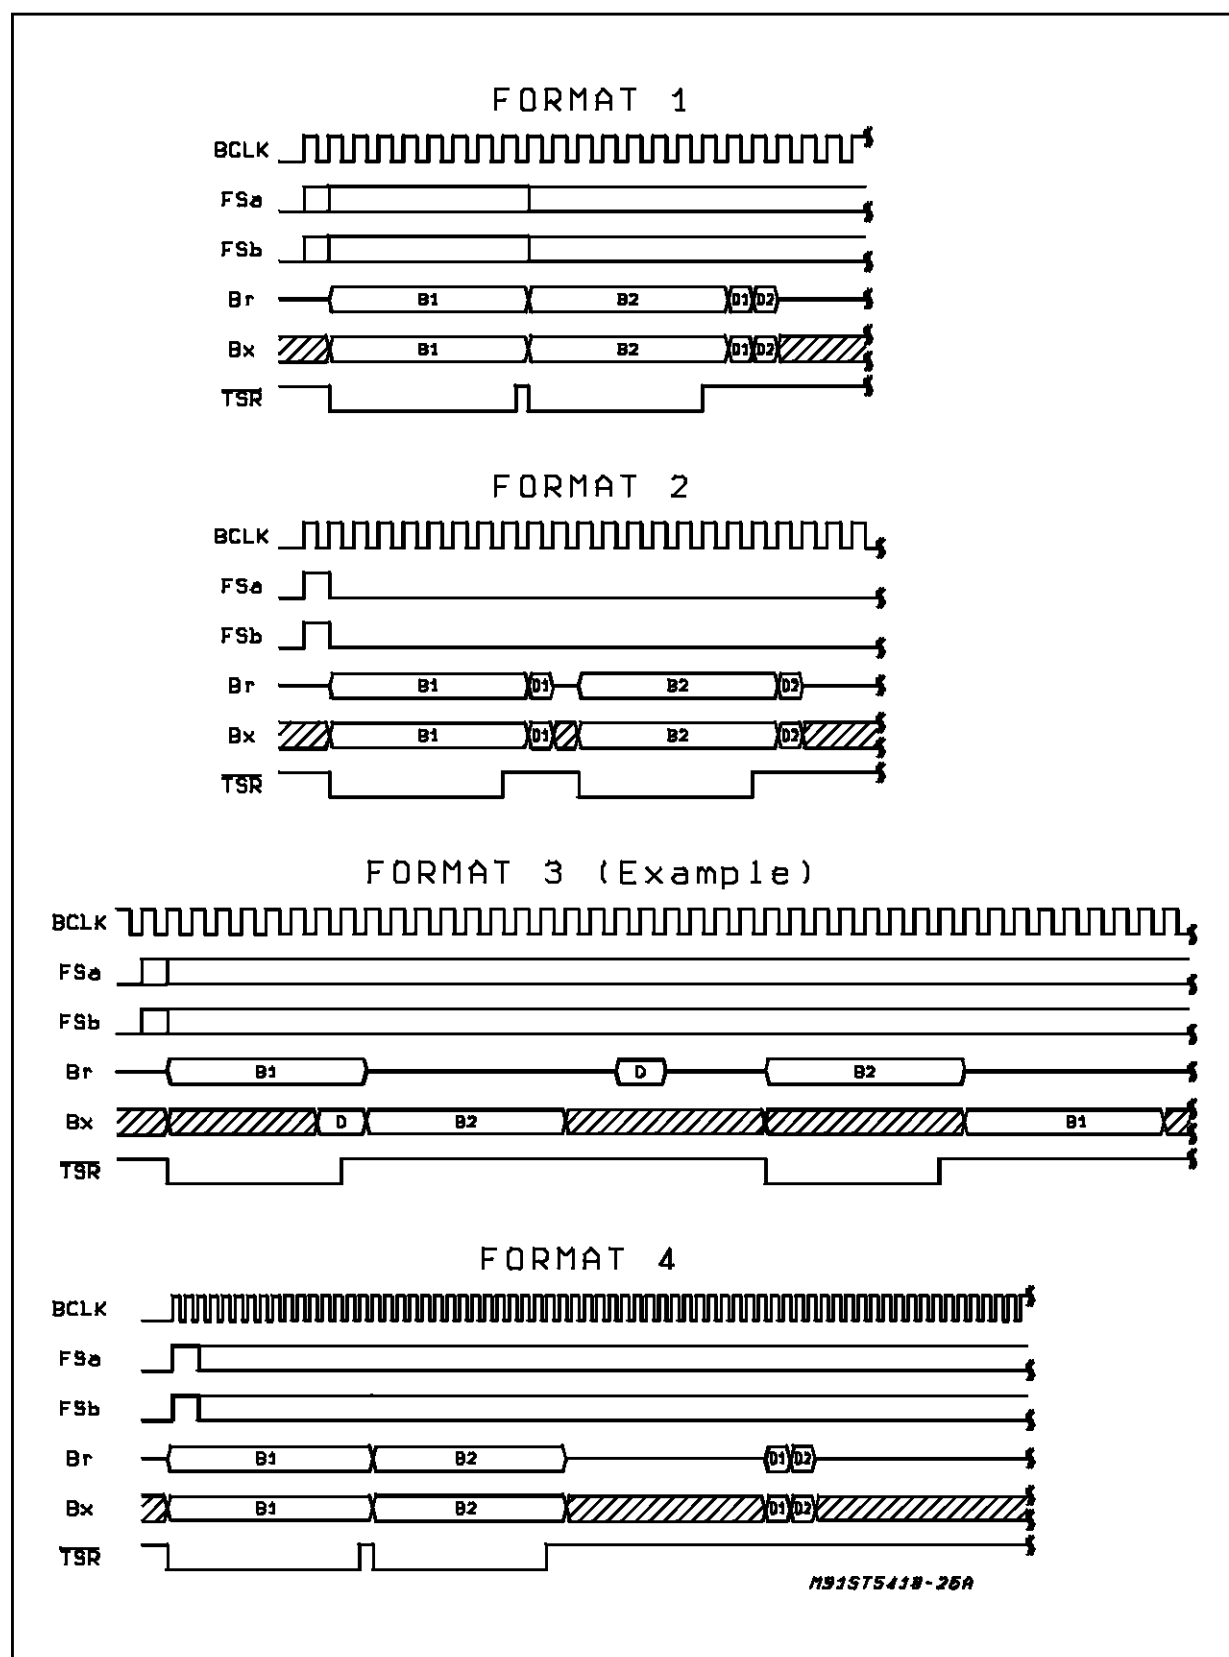 FORMAT 1
BCLK
FSa
FSb
Br B1 B2 D1 D2
Bx B1 B2 D1 D2
TSR
FORMAT 2
BCLK
FSa
FSb
Br B1 D1 B2 D2
Bx B1 D1 B2 D2
TSR
FORMAT 3 (Example)
BCLK
FSa
FSb
Br B1 D B2
Bx D B2 B1
TSR
FORMAT 4
BCLK
FSa
FSb
Br B1 B2 D1 D2
Bx B1 B2 D1 D2
TSR
M91ST5410-26A